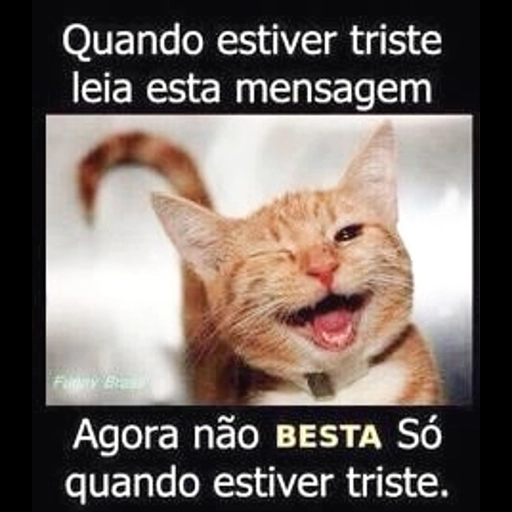 Quando estiver triste
leia esta mensagem
Funny Brasil
Agora não BESTA Só
quando estiver triste.